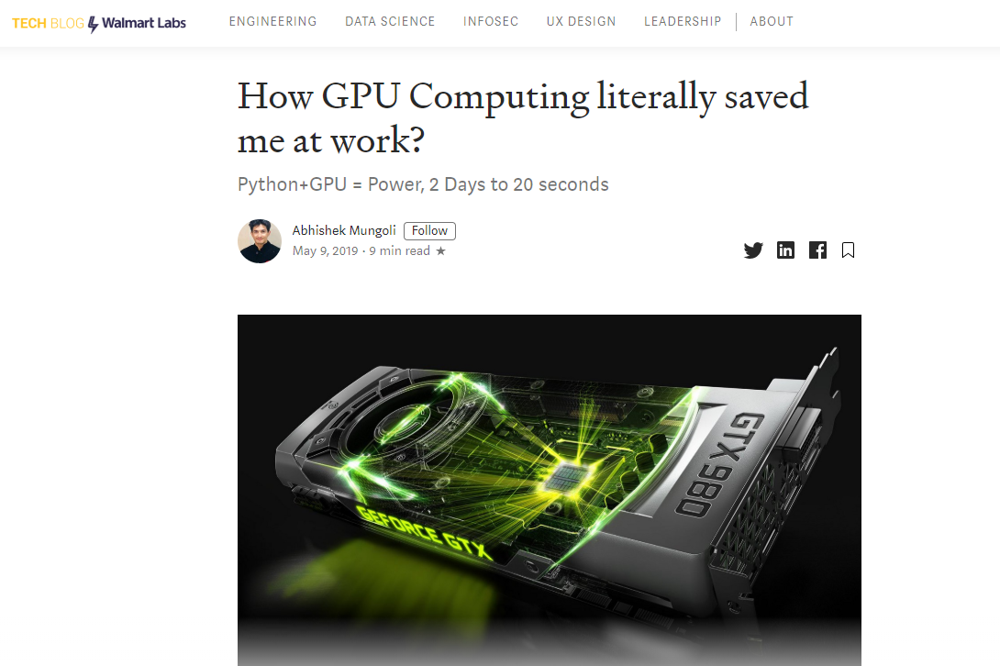 TECH BLOG Walmart Labs
ENGINEERING DATA SCIENCE INFOSEC UX DESIGN LEADERSHIP ABOUT
How GPU Computing literally saved
me at work?
Python+GPU = Power, 2 Days to 20 seconds
Abhishek Mungoli Follow
May 9, 2019 · 9 min read ★
GTX 980
GEFORCE GTX